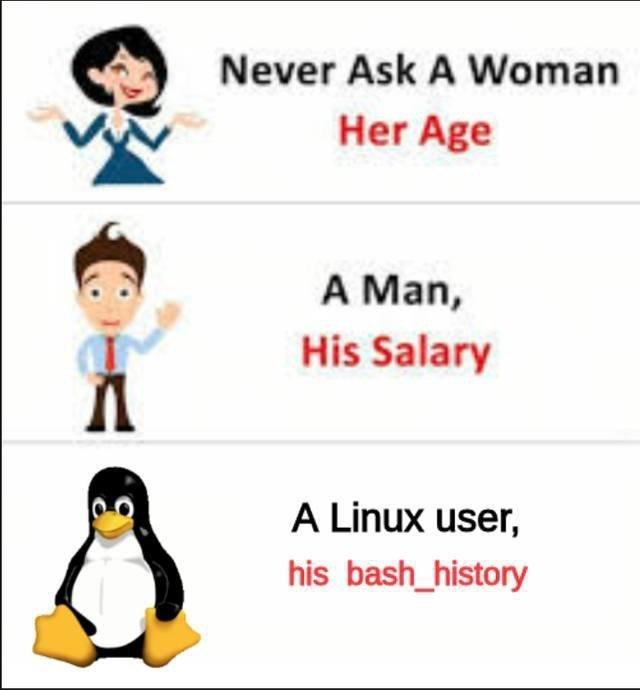 Never Ask A Woman
Her Age
A Man,
His Salary
A Linux user,
his bash_history